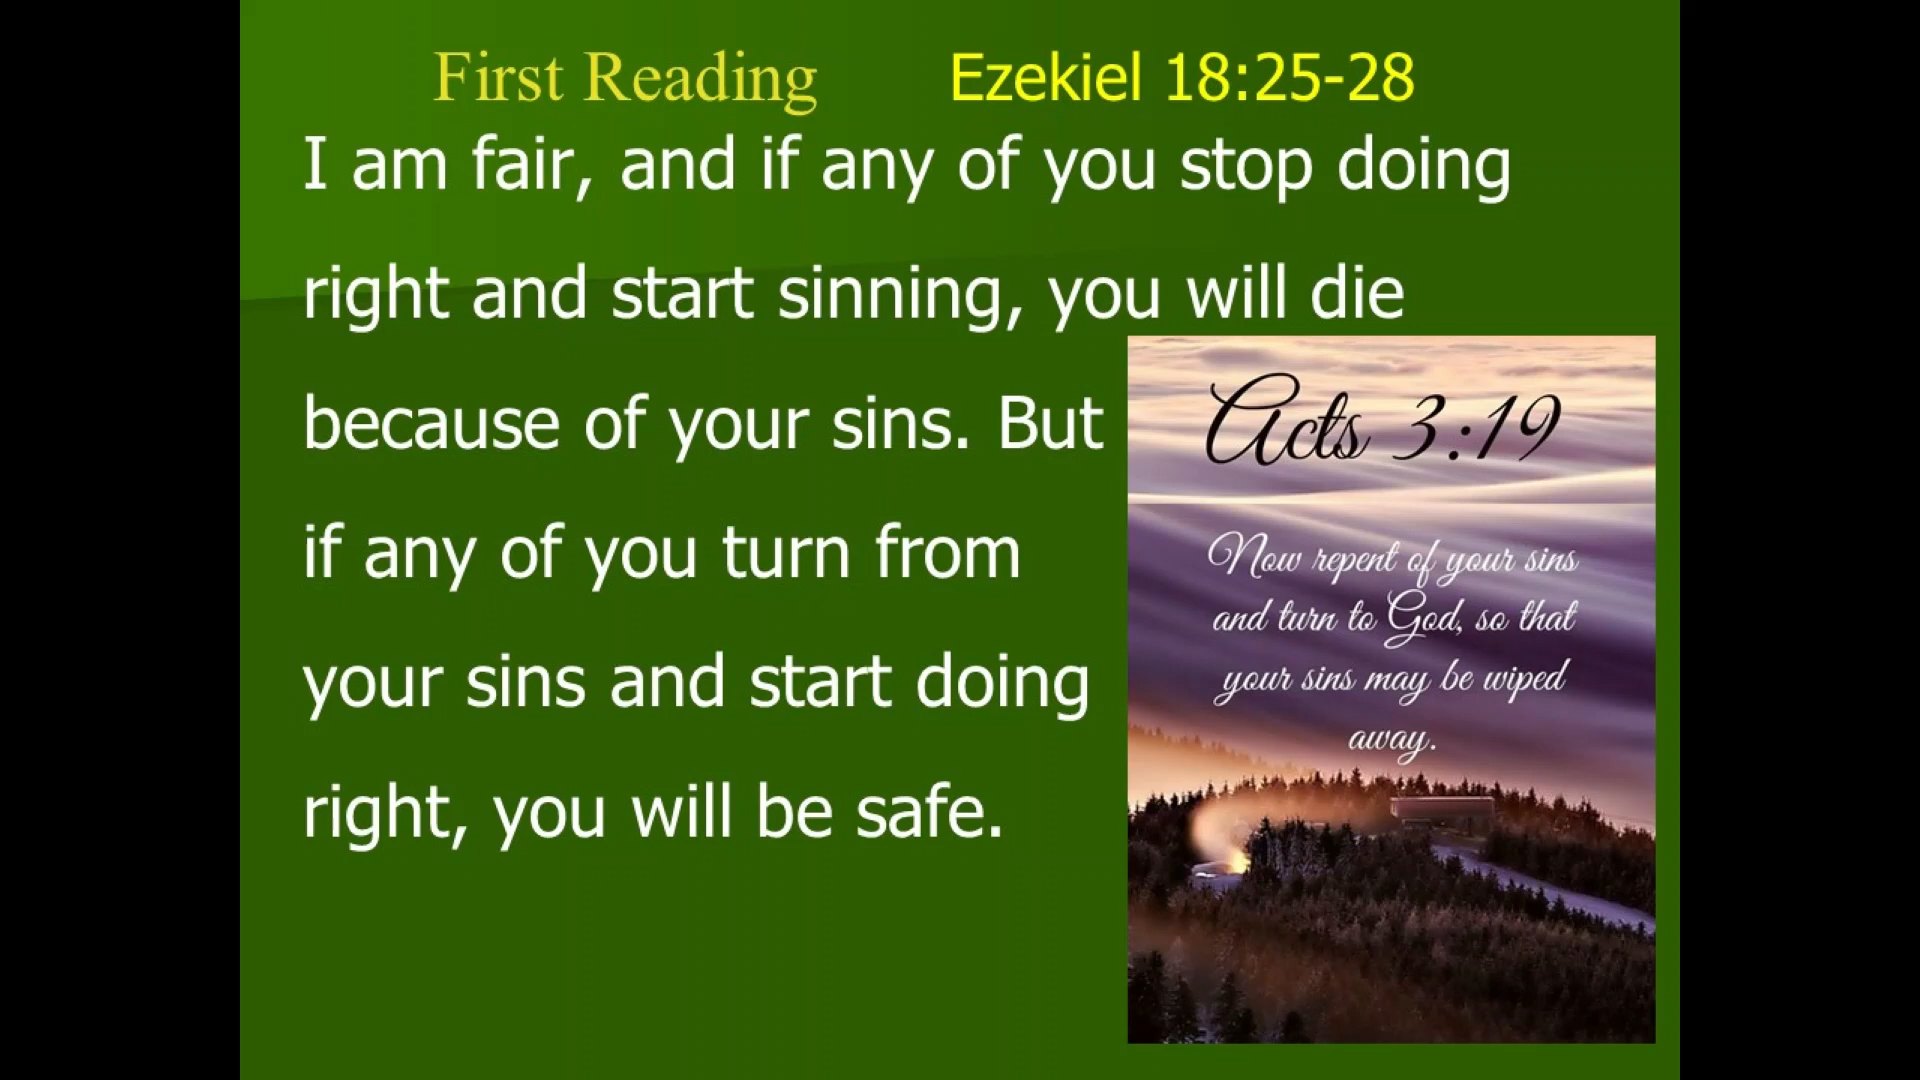 First Reading Ezekiel 18:25-28
I am fair, and if any of you stop doing
right and start sinning, you will die
because of your sins. But
if any of you turn from
your sins and start doing
right, you will be safe.
Acts 3:19
Now repent of your sins
and turn to God, so that
your sins may be wiped
away.